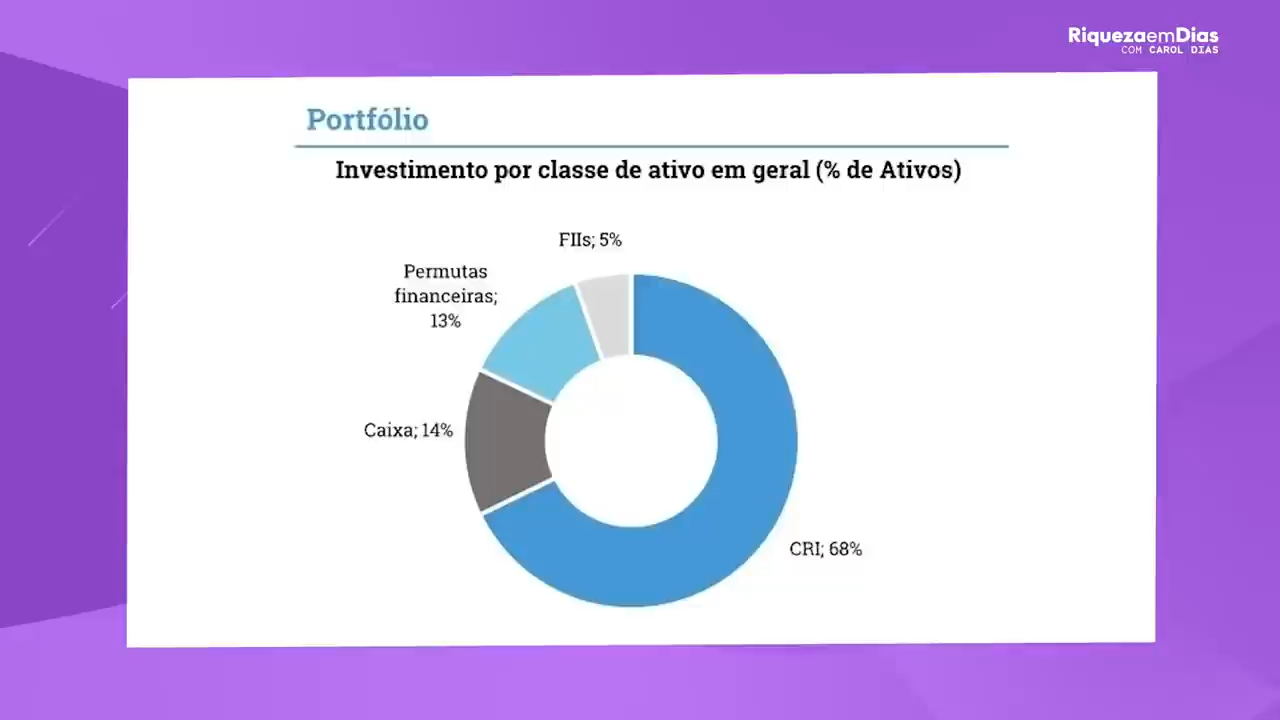 RiquezaemDias
COM CAROL DIAS
Portfólio
Investimento por classe de ativo em geral (% de Ativos)
FIIs; 5%
Permutas
financeiras;
13%
Caixa; 14%
CRI; 68%